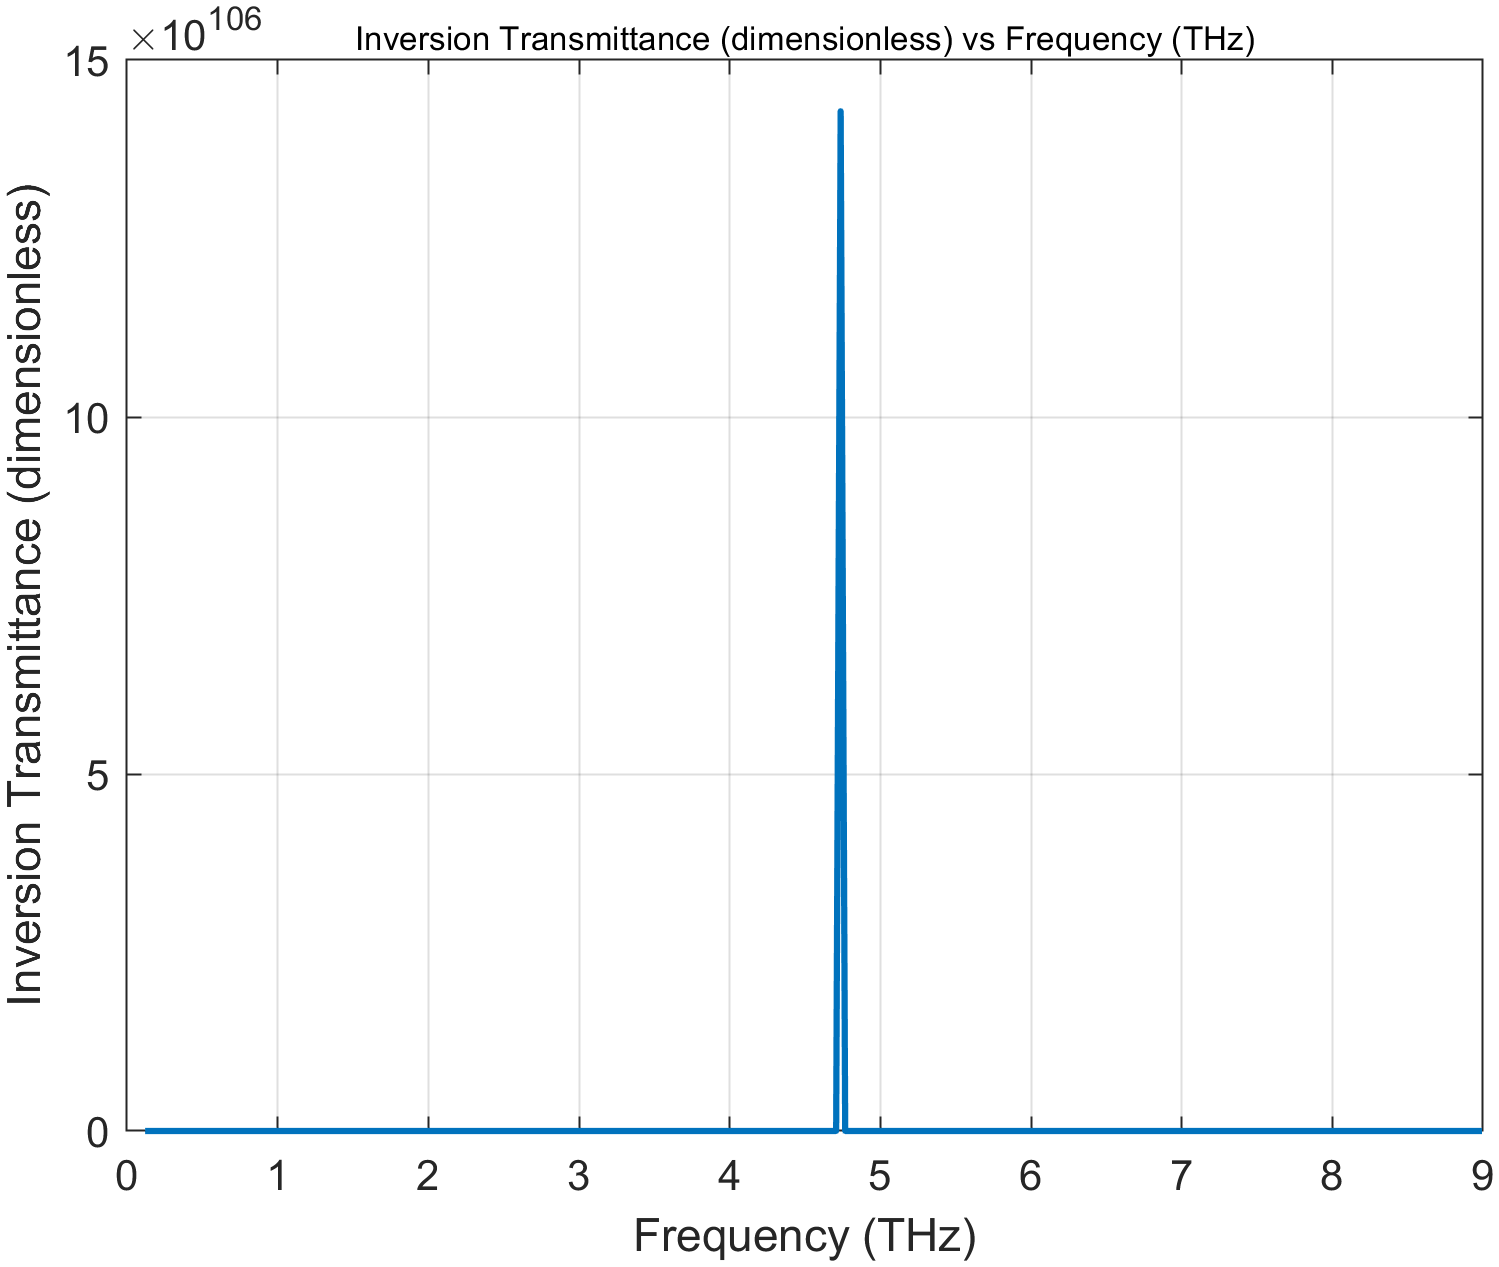 ×10^106
Inversion Transmittance (dimensionless) vs Frequency (THz)
Inversion Transmittance (dimensionless)
15
10
5
0
0 1 2 3 4 5 6 7 8 9
Frequency (THz)